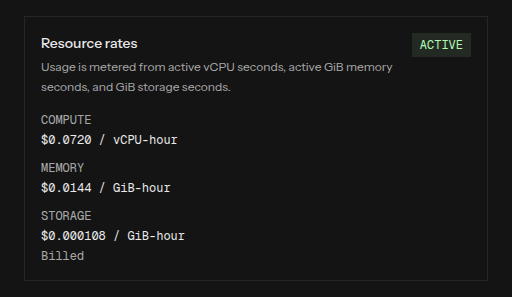 Resource rates
ACTIVE
Usage is metered from active vCPU seconds, active GiB memory
seconds, and GiB storage seconds.
COMPUTE
$0.0720 / vCPU-hour
MEMORY
$0.0144 / GiB-hour
STORAGE
$0.000108 / GiB-hour
Billed